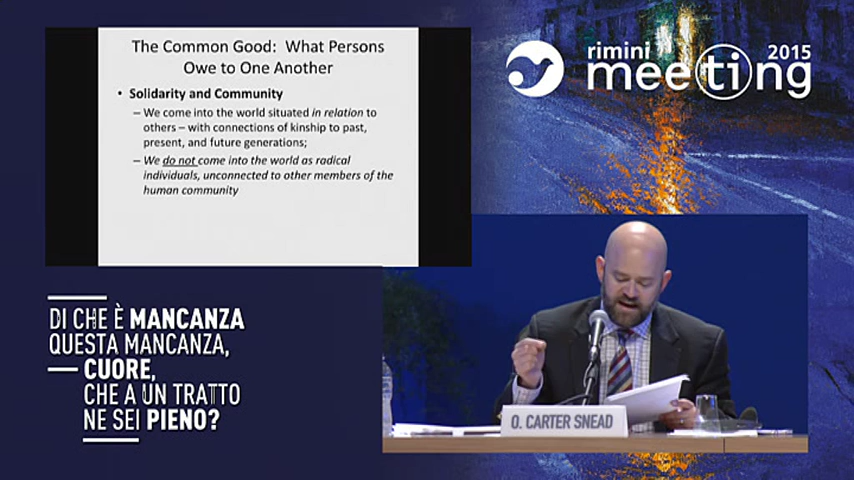 The Common Good: What Persons
Owe to One Another
• Solidarity and Community
– We come into the world situated in relation to
others – with connections of kinship to past,
present, and future generations;
– We do not come into the world as radical
individuals, unconnected to other members of the
human community
rimini 2015
meeting
DI CHE È MANCANZA
QUESTA MANCANZA,
CUORE,
CHE A UN TRATTO
NE SEI PIENO?
O. CARTER SNEAD